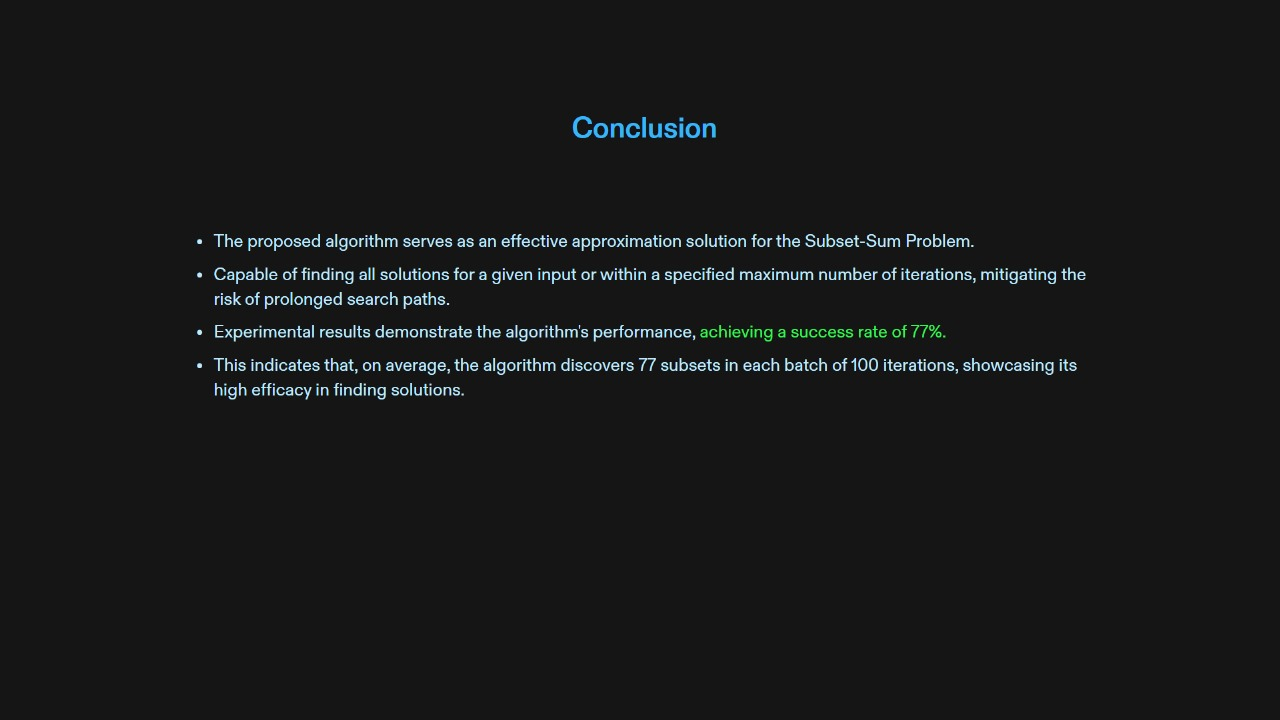 Conclusion
• The proposed algorithm serves as an effective approximation solution for the Subset-Sum Problem.
• Capable of finding all solutions for a given input or within a specified maximum number of iterations, mitigating the
risk of prolonged search paths.
• Experimental results demonstrate the algorithm's performance, achieving a success rate of 77%.
• This indicates that, on average, the algorithm discovers 77 subsets in each batch of 100 iterations, showcasing its
high efficacy in finding solutions.